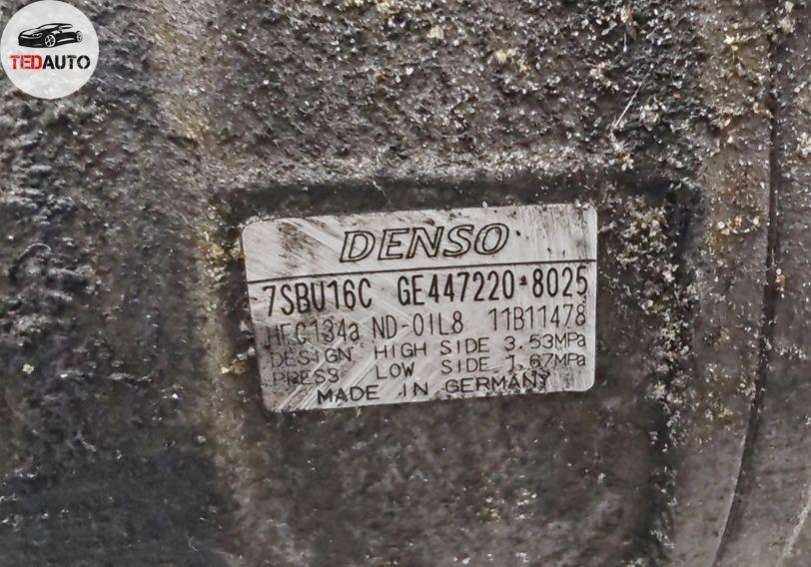 TEDAUTO
DENSO
7SBU16C GE447220-8025
HFC134a ND-OIL8 11B11478
DESIGN HIGH SIDE 3.53MPa
PRESS LOW SIDE 1.67MPa
MADE IN GERMANY